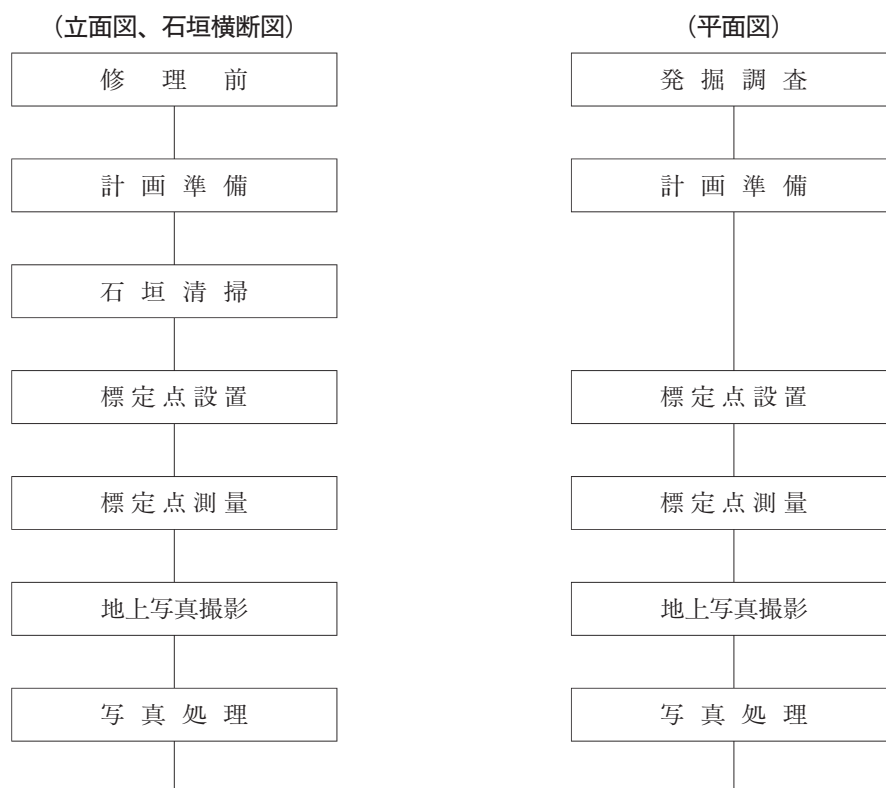 （立面図、石垣横断図）
修理前
計画準備
石垣清掃
標定点設置
標定点測量
地上写真撮影
写真処理
（平面図）
発掘調査
計画準備
標定点設置
標定点測量
地上写真撮影
写真処理